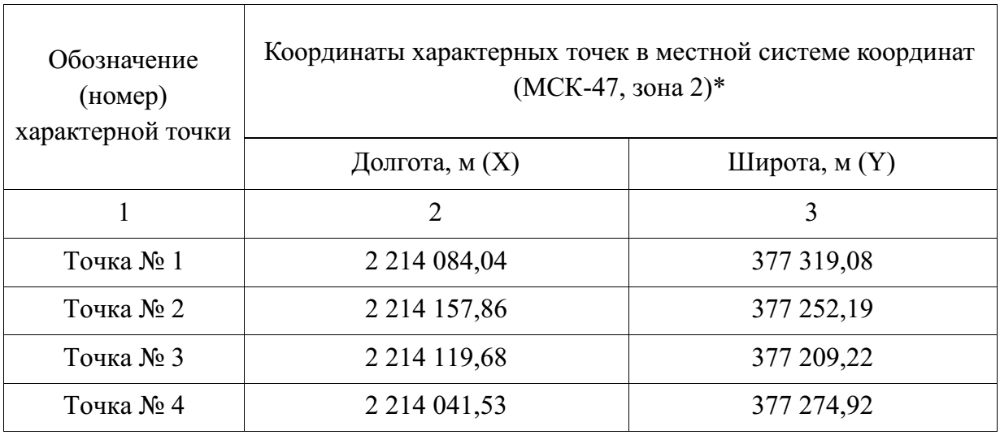 Обозначение
(номер)
характерной точки
Координаты характерных точек в местной системе координат
(МСК-47, зона 2)*
Долгота, м (X)
Широта, м (Y)
1
2
3
Точка № 1
2 214 084,04
377 319,08
Точка № 2
2 214 157,86
377 252,19
Точка № 3
2 214 119,68
377 209,22
Точка № 4
2 214 041,53
377 274,92